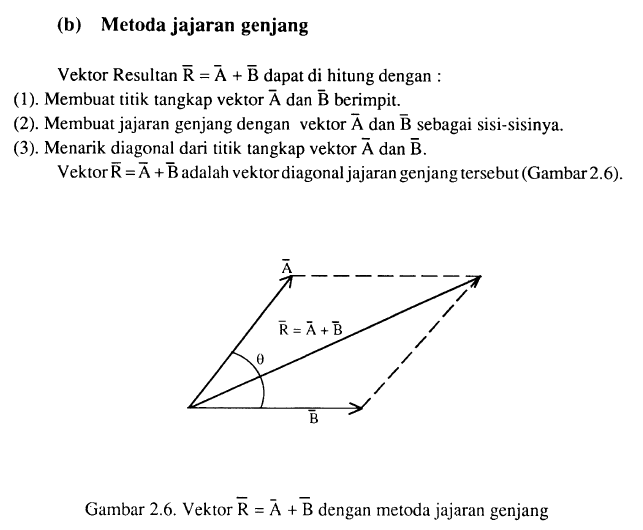 (b) Metoda jajaran genjang
Vektor Resultan R̅ = A̅ + B̅ dapat di hitung dengan :
(1). Membuat titik tangkap vektor A̅ dan B̅ berimpit.
(2). Membuat jajaran genjang dengan vektor A̅ dan B̅ sebagai sisi-sisinya.
(3). Menarik diagonal dari titik tangkap vektor A̅ dan B̅.
Vektor R̅ = A̅ + B̅ adalah vektor diagonal jajaran genjang tersebut (Gambar 2.6).
A̅
R̅ = A̅ + B̅
θ
B̅
Gambar 2.6. Vektor R̅ = A̅ + B̅ dengan metoda jajaran genjang